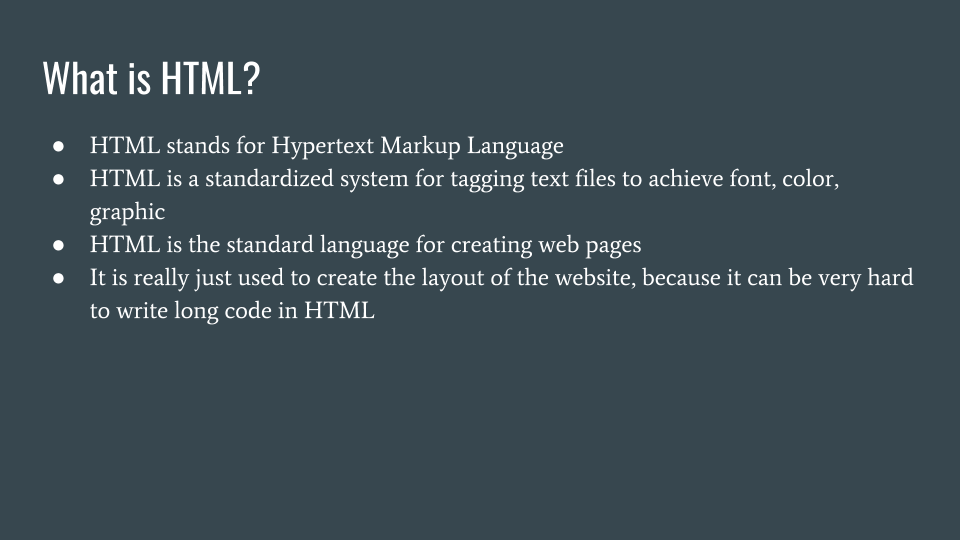 What is HTML?
● HTML stands for Hypertext Markup Language
● HTML is a standardized system for tagging text files to achieve font, color,
graphic
● HTML is the standard language for creating web pages
● It is really just used to create the layout of the website, because it can be very hard
to write long code in HTML